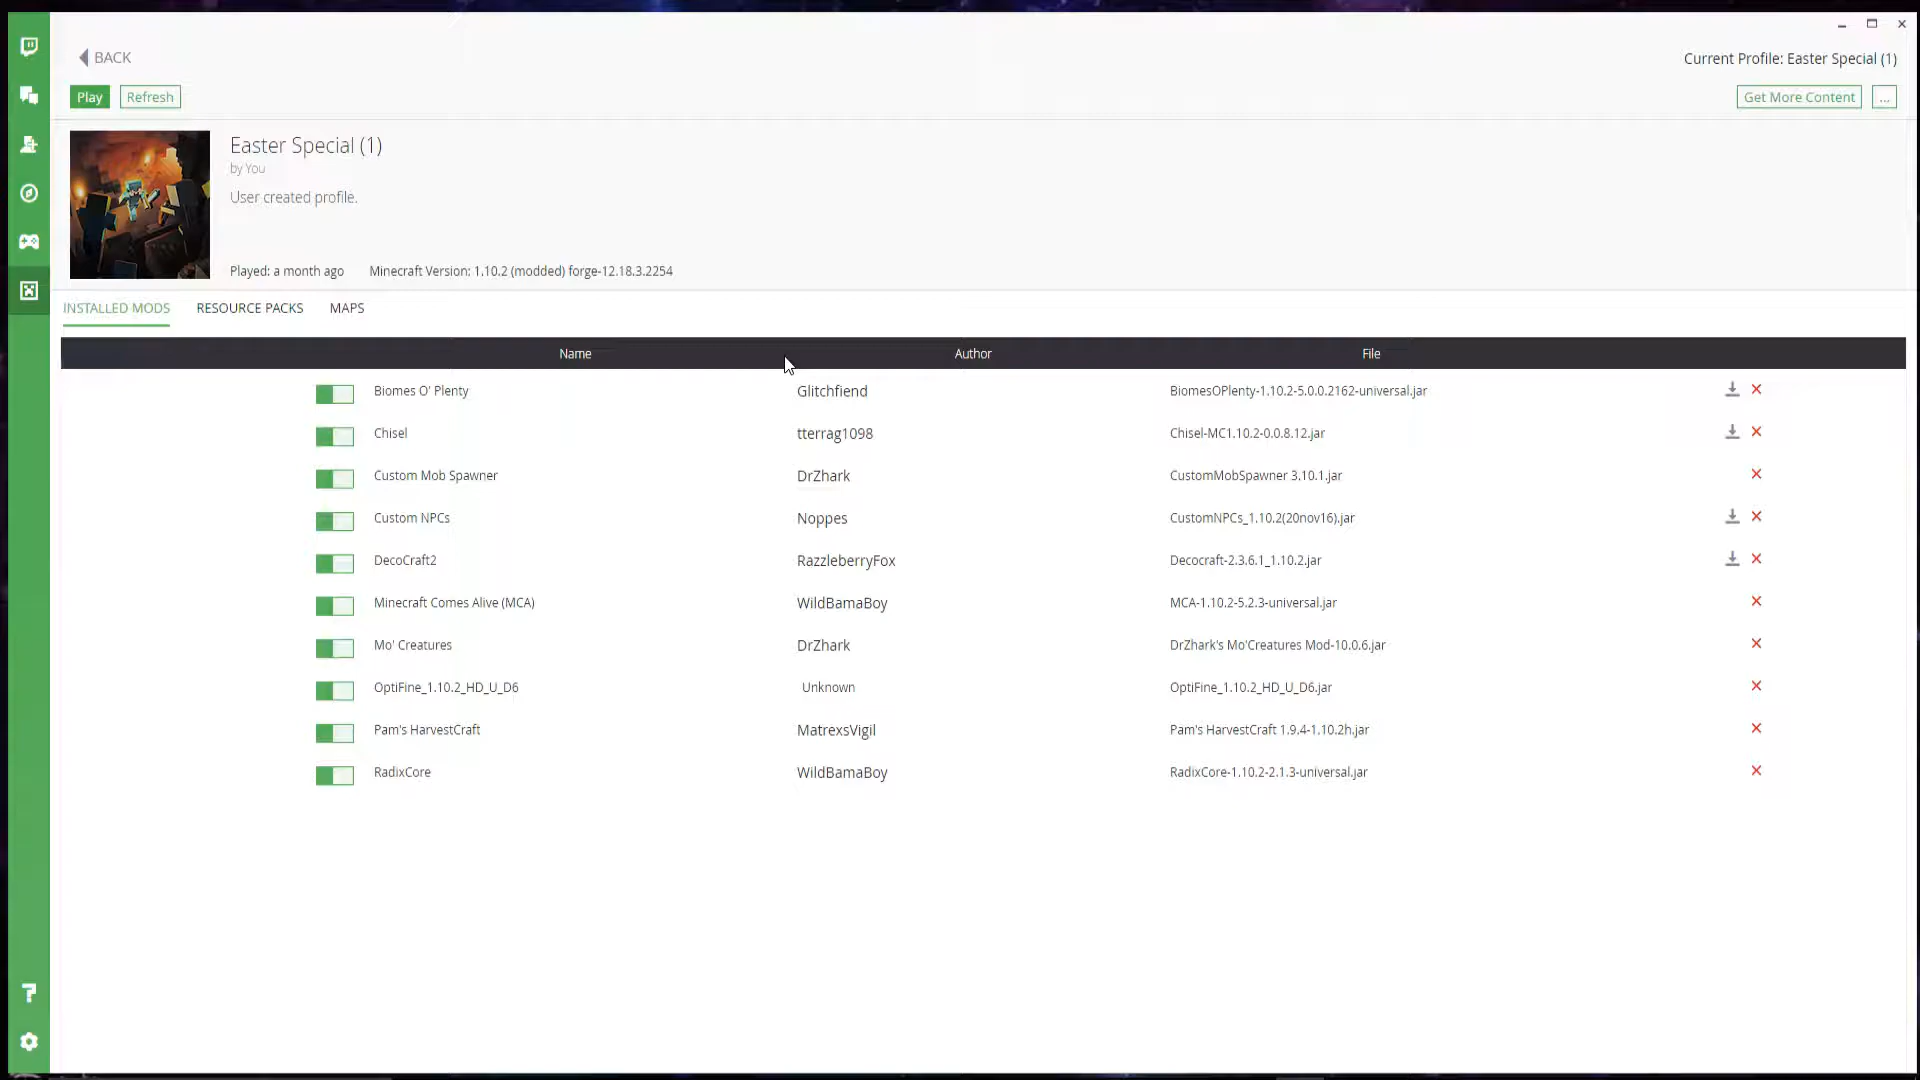 BACK
Current Profile: Easter Special (1)
Play
Refresh
Get More Content
...
Easter Special (1)
by You
User created profile.
Played: a month ago
Minecraft Version: 1.10.2 (modded) forge-12.18.3.2254
INSTALLED MODS
RESOURCE PACKS
MAPS
Name
Author
File
Biomes O' Plenty
Glitchfiend
BiomesOPlenty-1.10.2-5.0.0.2162-universal.jar
Chisel
tterrag1098
Chisel-MC1.10.2-0.0.8.12.jar
Custom Mob Spawner
DrZhark
CustomMobSpawner 3.10.1.jar
Custom NPCs
Noppes
CustomNPCs_1.10.2(20nov16).jar
DecoCraft2
RazzleberryFox
Decocraft-2.3.6.1_1.10.2.jar
Minecraft Comes Alive (MCA)
WildBamaBoy
MCA-1.10.2-5.2.3-universal.jar
Mo' Creatures
DrZhark
DrZhark's Mo'Creatures Mod-10.0.6.jar
OptiFine_1.10.2_HD_U_D6
Unknown
OptiFine_1.10.2_HD_U_D6.jar
Pam's HarvestCraft
MatrexsVigil
Pam's HarvestCraft 1.9.4-1.10.2h.jar
RadixCore
WildBamaBoy
RadixCore-1.10.2-2.1.3-universal.jar